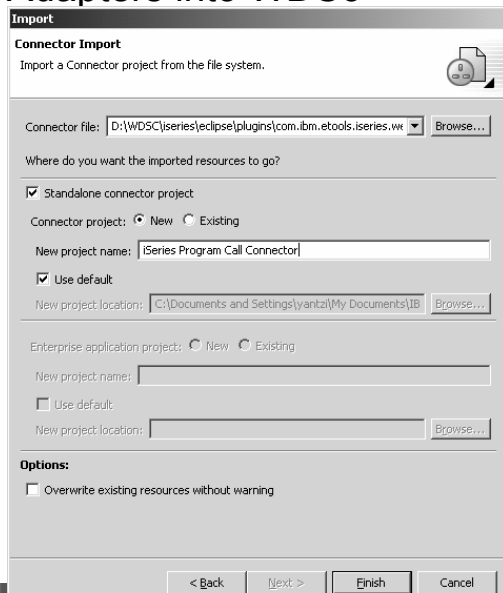 Adapters into WDSc
Import
Connector Import
Import a Connector project from the file system.
Connector file: D:\WDSC\iseries\eclipse\plugins\com.ibm.etools.iseries.we Browse...
Where do you want the imported resources to go?
Standalone connector project
Connector project: New Existing
New project name: iSeries Program Call Connector
Use default
New project location: C:\Documents and Settings\yantzi\My Documents\IB Browse...
Enterprise application project: New Existing
New project name:
Use default
New project location: Browse...
Options:
Overwrite existing resources without warning
< Back Next > Finish Cancel